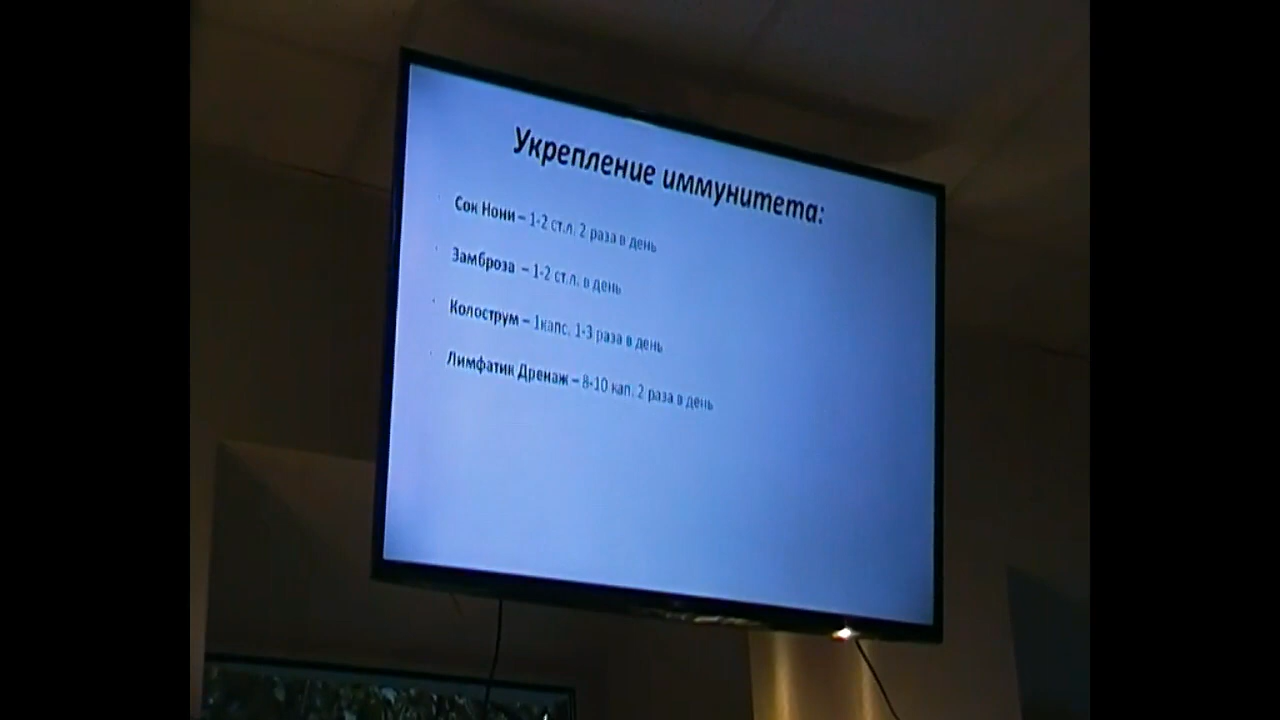 Укрепление иммунитета:
Сок Нони – 1-2 ст.л. 2 раза в день
Замброза – 1-2 ст.л. в день
Колострум – 1капс. 1-3 раза в день
Лимфатик Дренаж – 8-10 кап. 2 раза в день